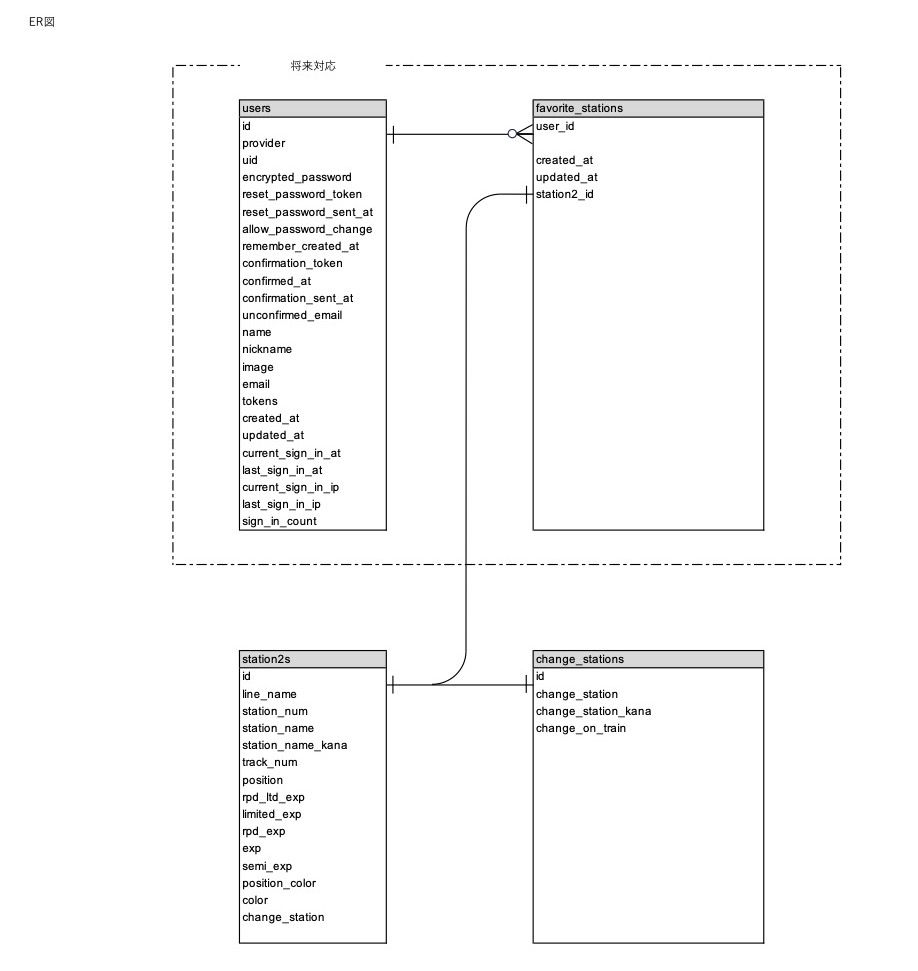 ER図
将来対応
users
id
provider
uid
encrypted_password
reset_password_token
reset_password_sent_at
allow_password_change
remember_created_at
confirmation_token
confirmed_at
confirmation_sent_at
unconfirmed_email
name
nickname
image
email
tokens
created_at
updated_at
current_sign_in_at
last_sign_in_at
current_sign_in_ip
last_sign_in_ip
sign_in_count
favorite_stations
user_id
created_at
updated_at
station2_id
station2s
id
line_name
station_num
station_name
station_name_kana
track_num
position
rpd_ltd_exp
limited_exp
rpd_exp
exp
semi_exp
position_color
color
change_station
change_stations
id
change_station
change_station_kana
change_on_train